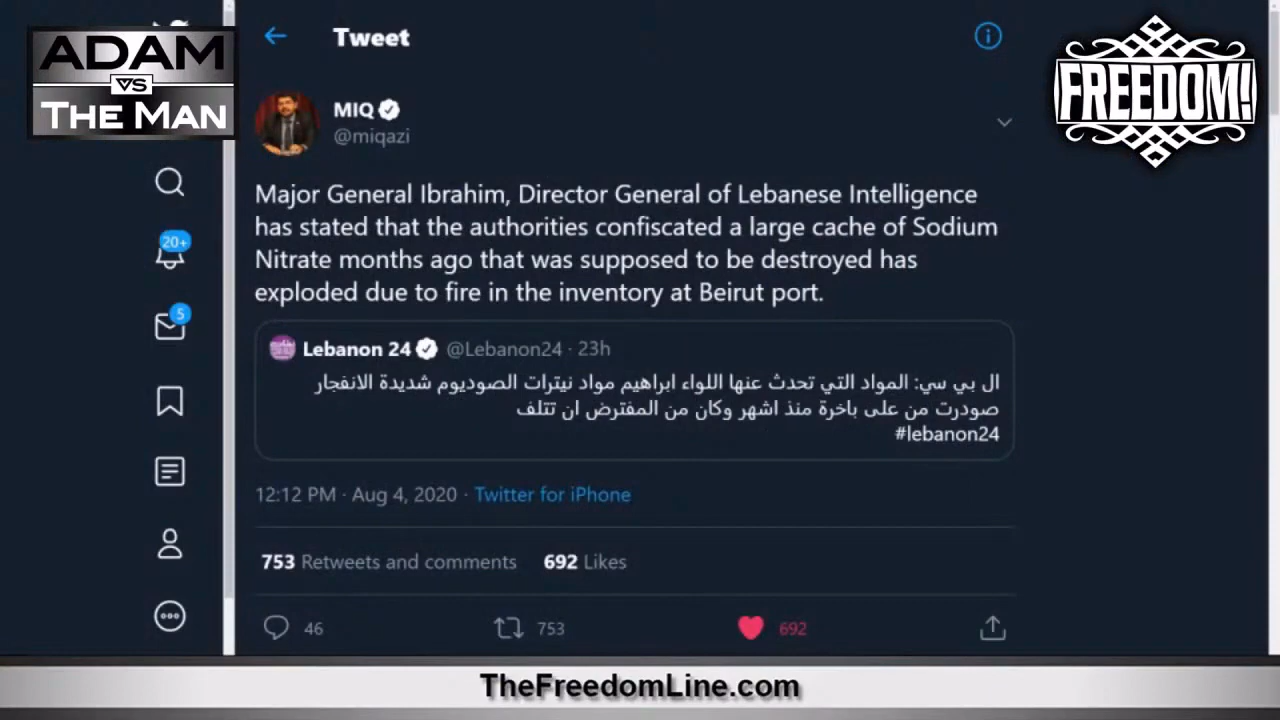 ADAM
VS
THE MAN
Tweet
FREEDOM!
MIQ
@miqazi
20+
5
Major General Ibrahim, Director General of Lebanese Intelligence
has stated that the authorities confiscated a large cache of Sodium
Nitrate months ago that was supposed to be destroyed has
exploded due to fire in the inventory at Beirut port.
Lebanon 24 @Lebanon24 · 23h
ال بي سي: المواد التي تحدث عنها اللواء ابراهيم مواد نيترات الصوديوم شديدة الانفجار
صودرت من على باخرة منذ اشهر وكان من المفترض ان تتلف
#lebanon24
12:12 PM · Aug 4, 2020 · Twitter for iPhone
753 Retweets and comments 692 Likes
46 753 692
TheFreedomLine.com